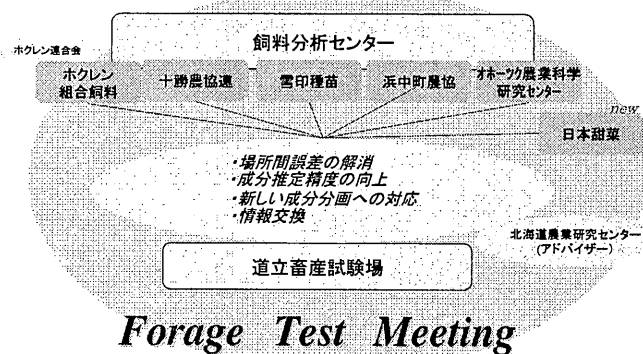 飼料分析センター
ホクレン連合会
ホクレン
組合飼料
十勝農協連
雪印種苗
浜中町農協
オホーツク農業科学
研究センター
new
日本甜菜
・場所間誤差の解消
・成分推定精度の向上
・新しい成分分画への対応
・情報交換
北海道農業研究センター
(アドバイザー)
道立畜産試験場
Forage Test Meeting